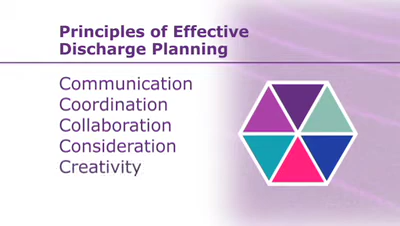 Principles of Effective
Discharge Planning
Communication
Coordination
Collaboration
Consideration
Creativity